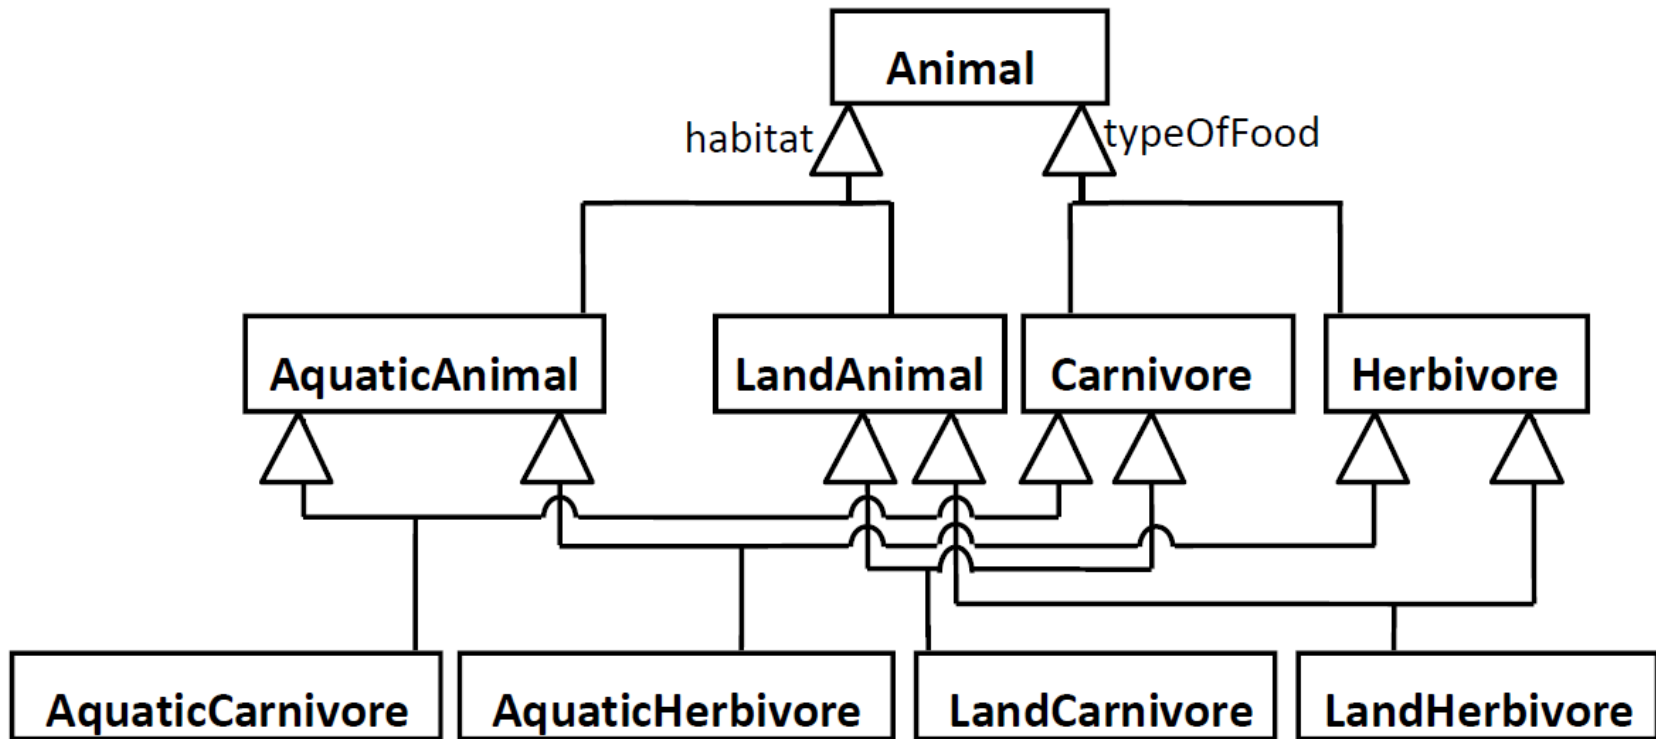 Animal
habitat
typeOfFood
AquaticAnimal
LandAnimal
Carnivore
Herbivore
AquaticCarnivore
AquaticHerbivore
LandCarnivore
LandHerbivore